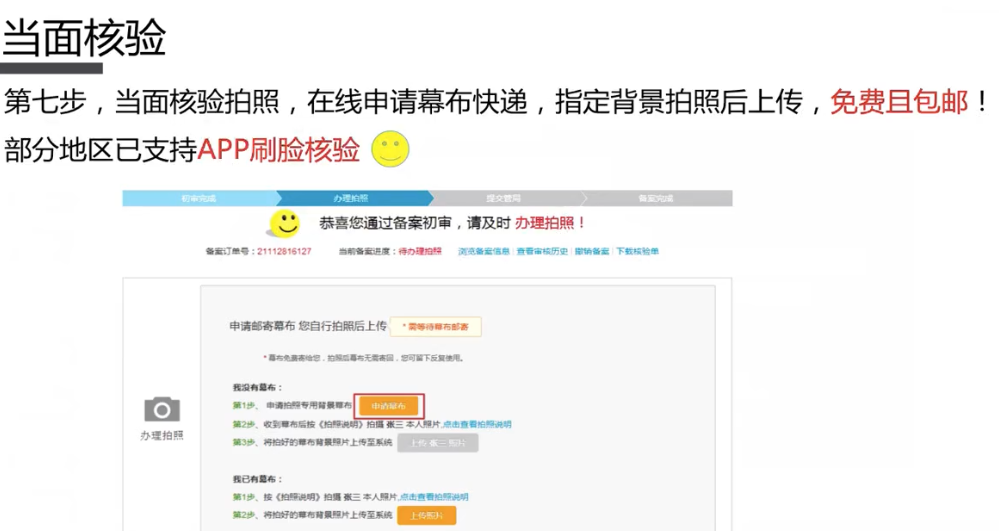 当面核验
第七步，当面核验拍照，在线申请幕布快递，指定背景拍照后上传，免费且包邮！
部分地区已支持APP刷脸核验
初审完成 办理拍照 提交管局 备案完成
恭喜您通过备案初审，请及时 办理拍照！
备案订单号：21112816127 当前备案进度：待办理拍照 浏览备案信息 | 查看审核历史 | 撤销备案 | 下载核验单
申请邮寄幕布 您自行拍照后上传 *需等待幕布邮寄
*幕布免费寄给您，拍照后幕布无需寄回，您可留下反复使用。
我没有幕布：
第1步、 申请拍照专用背景幕布 申请幕布
第2步、收到幕布后按《拍照说明》拍摄 张三 本人照片,点击查看拍照说明
第3步、将拍好的幕布背景照片上传至系统 上传 张三 照片
办理拍照
我已有幕布：
第1步、按《拍照说明》拍摄 张三 本人照片,点击查看拍照说明
第2步、将拍好的幕布背景照片上传至系统 上传照片